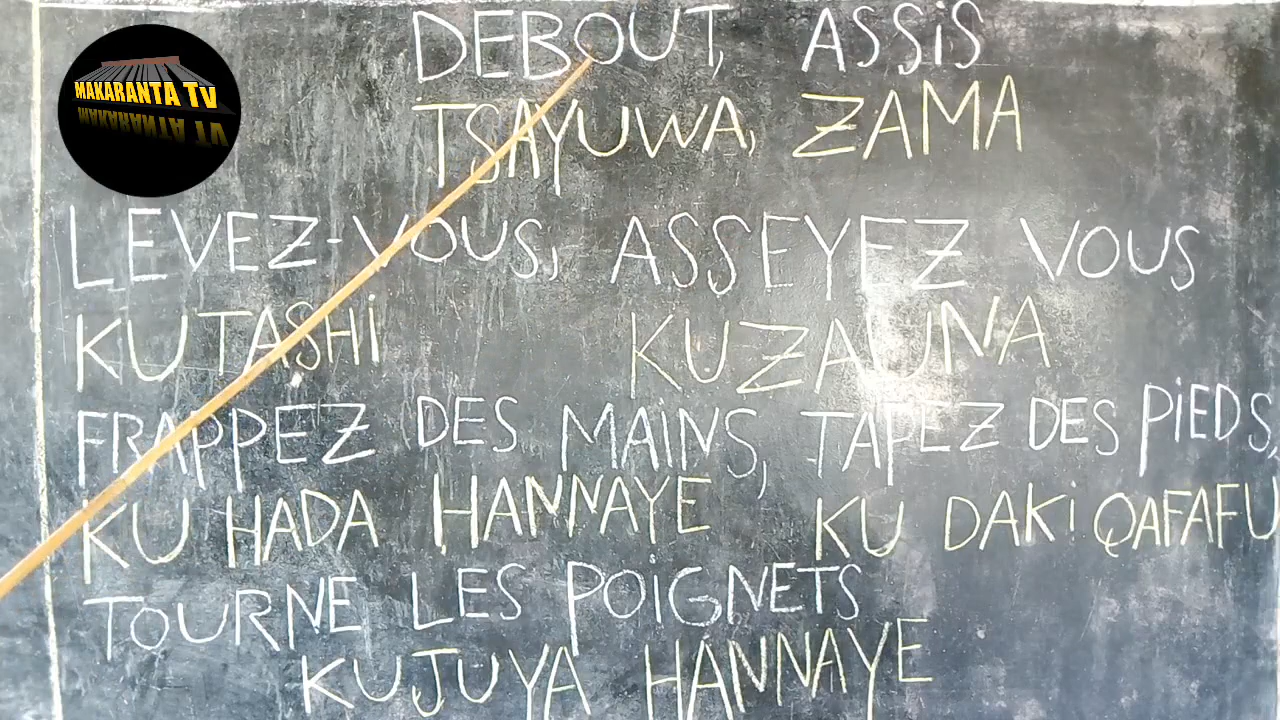 MAKARANTA Tv
DEBOUT, ASSiS
TSAYUWA, ZAMA
LEVEZ-VOUS, ASSEYEZ VOUS
KUTASHi KUZAUNA
FRAPPEZ DES MAiNS, TAPEZ DES PiEDS,
KU HADA HANNAYE KU DAKi QAFAFU
TOURNE LES POiGNETS
KUJUYA HANNAYE